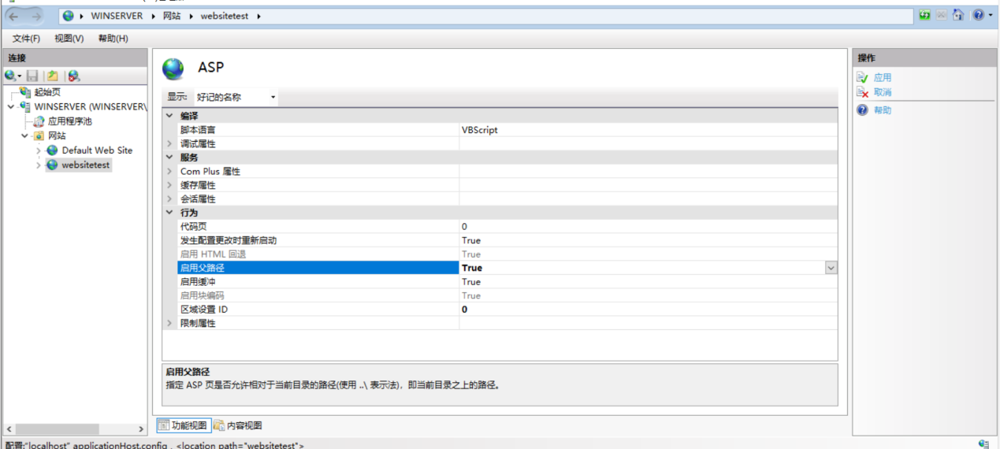 WINSERVER 网站 websitetest
文件(F) 视图(V) 帮助(H)
连接
起始页
WINSERVER (WINSERVER\
应用程序池
网站
Default Web Site
websitetest
ASP
显示: 好记的名称
编译
脚本语言 VBScript
调试属性
服务
Com Plus 属性
缓存属性
会话属性
行为
代码页 0
发生配置更改时重新启动 True
启用 HTML 回退 True
启用父路径 True
启用缓冲 True
启用块编码 True
区域设置 ID 0
限制属性
启用父路径
指定 ASP 页是否允许相对于当前目录的路径(使用 ..\ 表示法)，即当前目录之上的路径。
功能视图 内容视图
操作
应用
取消
帮助
配置:"localhost" applicationHost.config , <location path="websitetest">